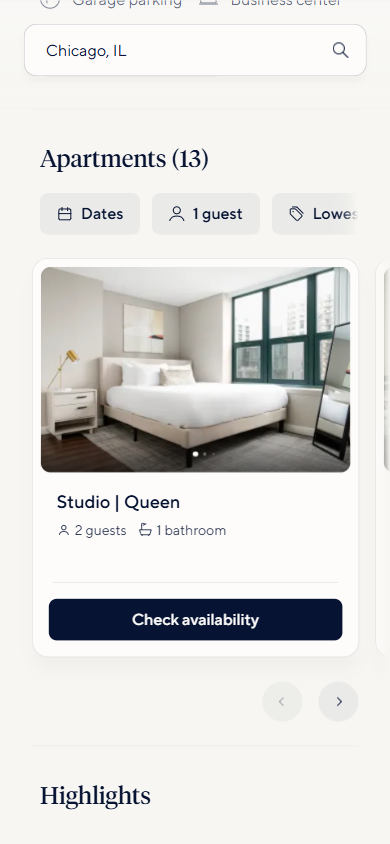 Garage parking Business center
Chicago, IL
Apartments (13)
Dates 1 guest Lowes
Studio | Queen
2 guests 1 bathroom
Check availability
Highlights